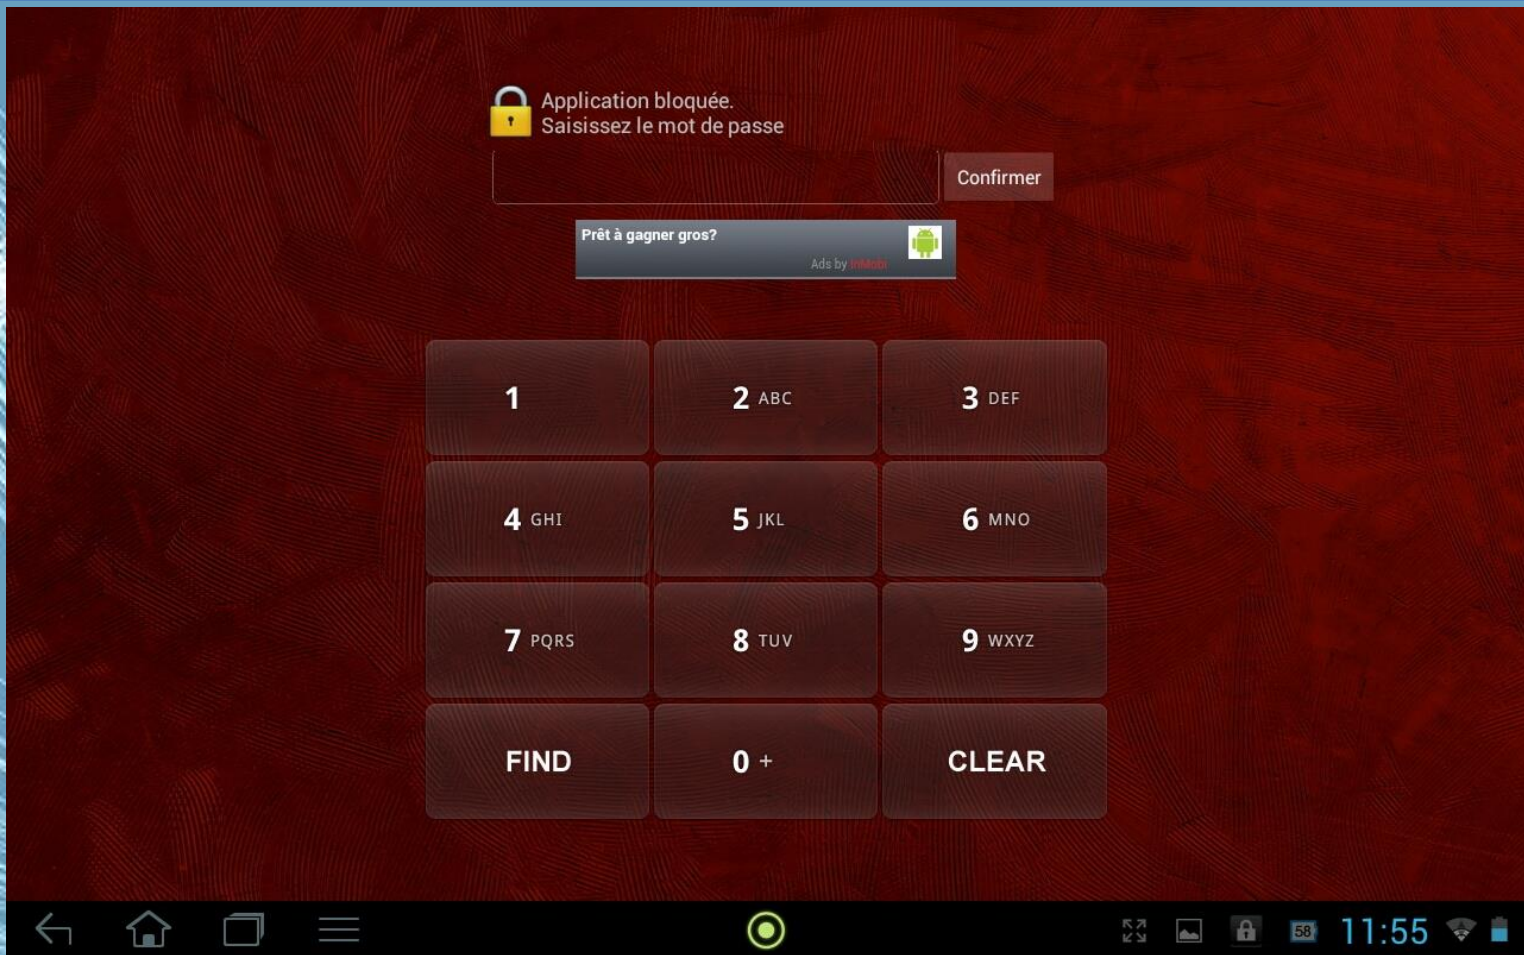 Application bloquée.
Saisissez le mot de passe
Confirmer
Prêt à gagner gros?
Ads by InMobi
1
2 ABC
3 DEF
4 GHI
5 JKL
6 MNO
7 PQRS
8 TUV
9 WXYZ
FIND
0 +
CLEAR
58
11:55